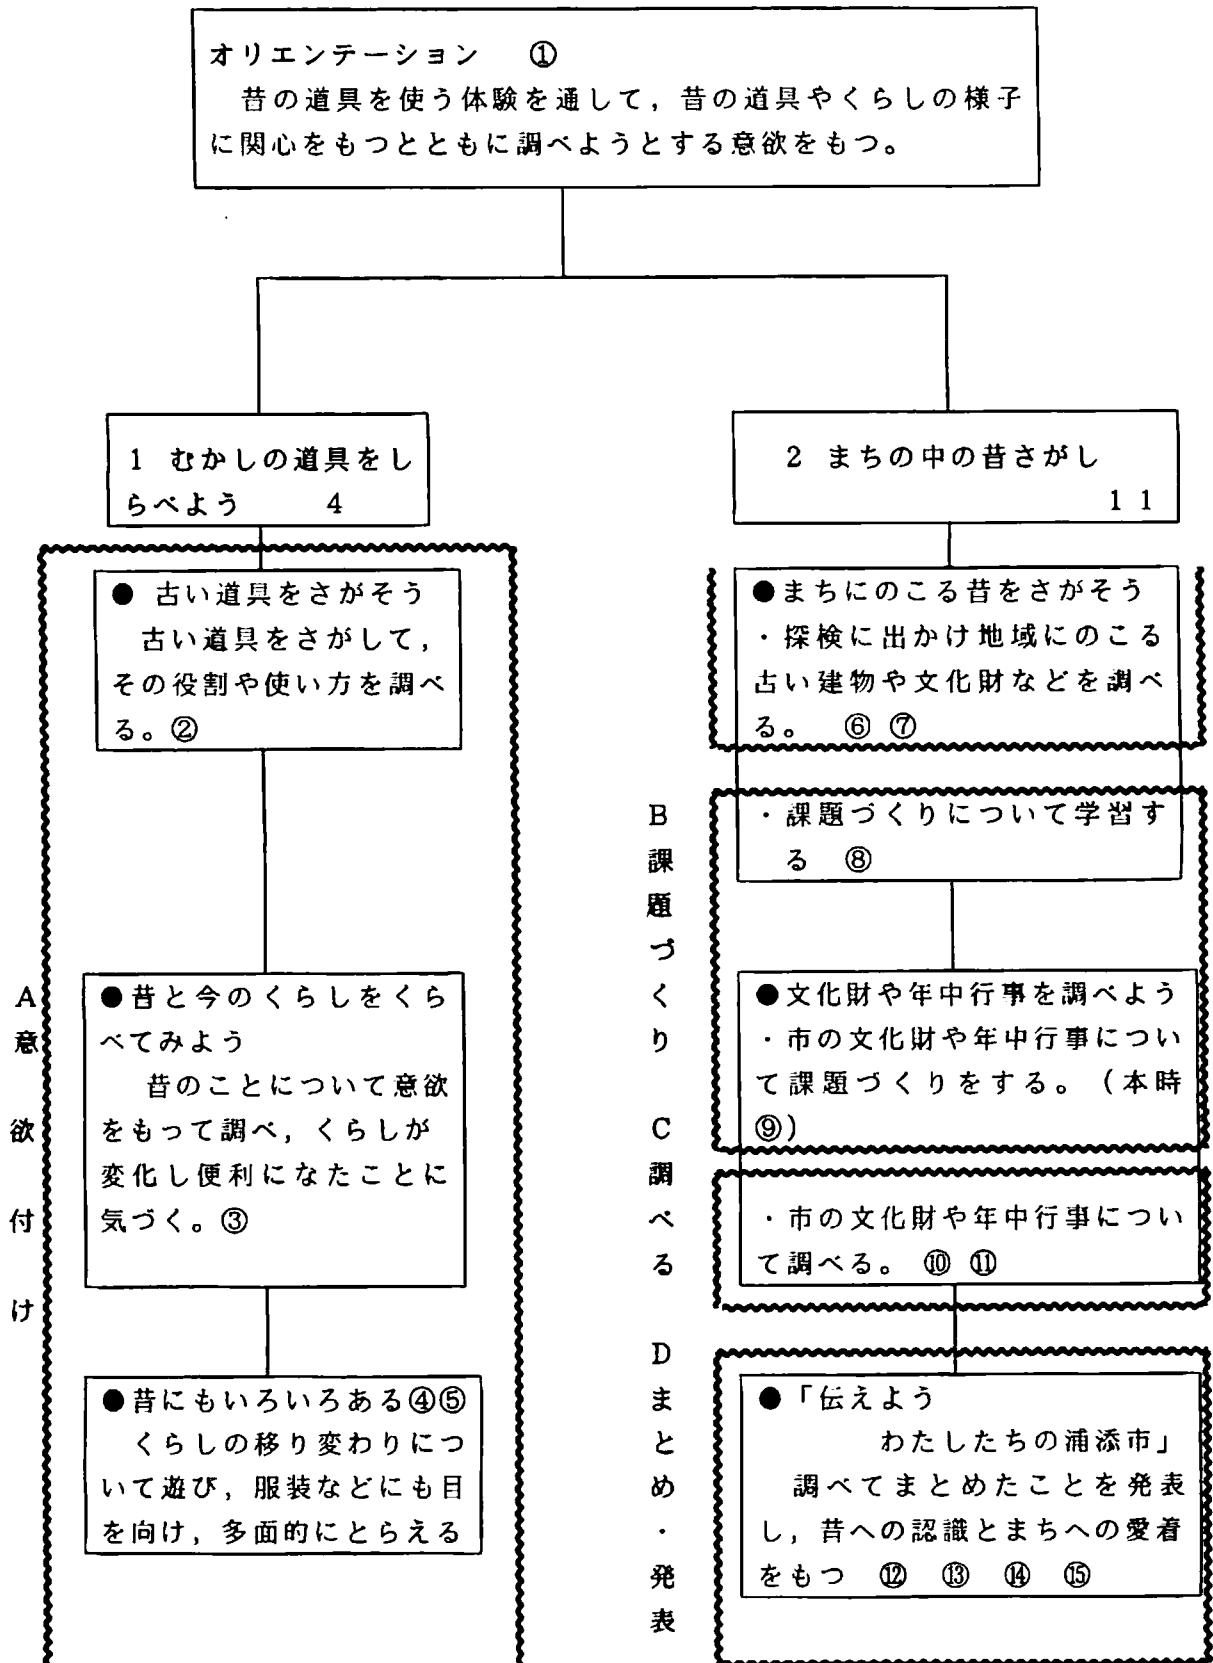 オリエンテーション ①
昔の道具を使う体験を通して，昔の道具やくらしの様子
に関心をもつとともに調べようとする意欲をもつ。
1 むかしの道具をし
らべよう 4
● 古い道具をさがそう
古い道具をさがして，
その役割や使い方を調べ
る。②
A意欲付け
●昔と今のくらしをくら
べてみよう
昔のことについて意欲
をもって調べ，くらしが
変化し便利になたことに
気づく。③
●昔にもいろいろある④⑤
くらしの移り変わりにつ
いて遊び，服装などにも目
を向け，多面的にとらえる
2 まちの中の昔さがし
11
●まちにのこる昔をさがそう
・探検に出かけ地域にのこる
古い建物や文化財などを調べ
る。 ⑥ ⑦
B課題づくり
・課題づくりについて学習す
る ⑧
●文化財や年中行事を調べよう
・市の文化財や年中行事につい
て課題づくりをする。（本時
⑨）
C調べる
・市の文化財や年中行事につい
て調べる。 ⑩ ⑪
Dまとめ・発表
●「伝えよう
わたしたちの浦添市」
調べてまとめたことを発表
し，昔への認識とまちへの愛着
をもつ ⑫ ⑬ ⑭ ⑮